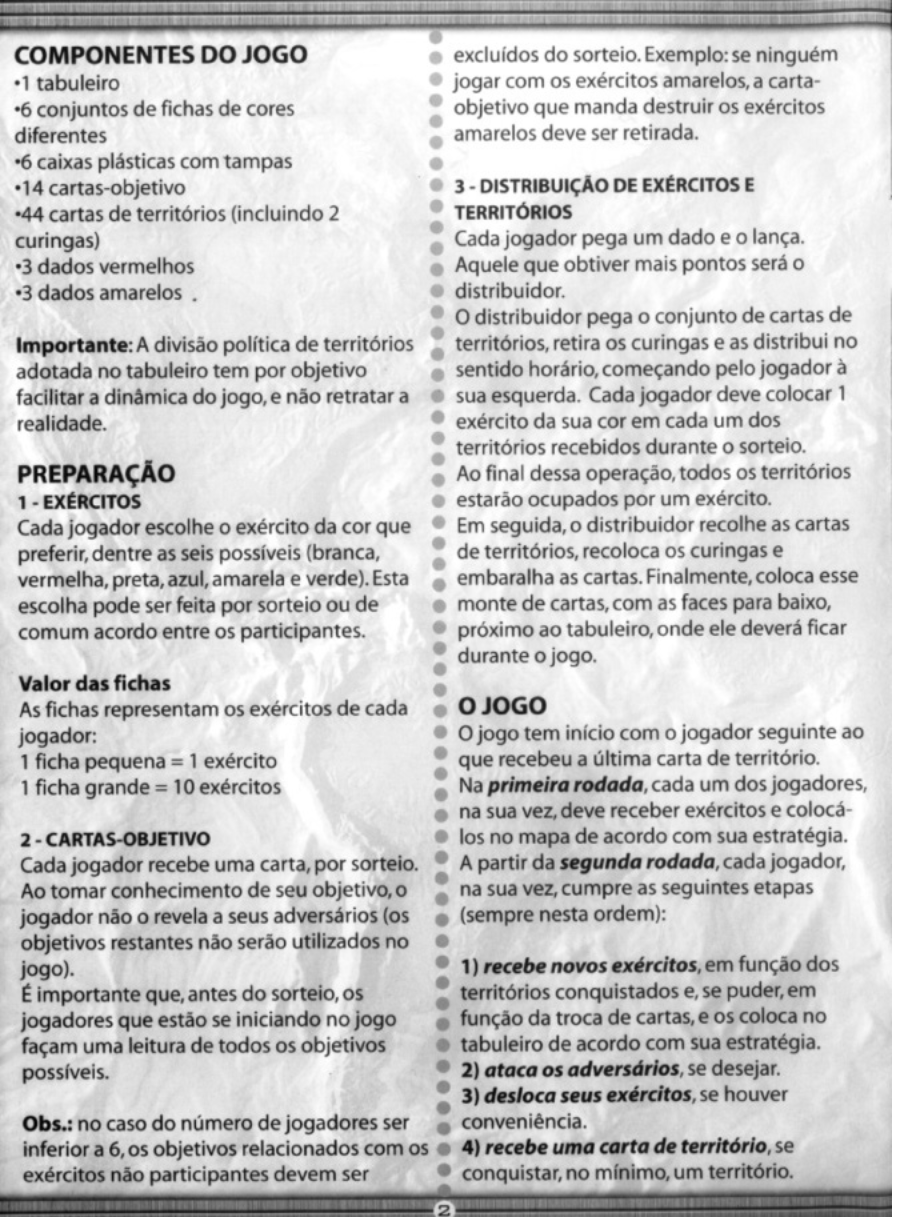 COMPONENTES DO JOGO
•1 tabuleiro
•6 conjuntos de fichas de cores
diferentes
•6 caixas plásticas com tampas
•14 cartas-objetivo
•44 cartas de territórios (incluindo 2
curingas)
•3 dados vermelhos
•3 dados amarelos .
Importante: A divisão política de territórios
adotada no tabuleiro tem por objetivo
facilitar a dinâmica do jogo, e não retratar a
realidade.
PREPARAÇÃO
1 - EXÉRCITOS
Cada jogador escolhe o exército da cor que
preferir, dentre as seis possíveis (branca,
vermelha, preta, azul, amarela e verde). Esta
escolha pode ser feita por sorteio ou de
comum acordo entre os participantes.
Valor das fichas
As fichas representam os exércitos de cada
jogador:
1 ficha pequena = 1 exército
1 ficha grande = 10 exércitos
2 - CARTAS-OBJETIVO
Cada jogador recebe uma carta, por sorteio.
Ao tomar conhecimento de seu objetivo, o
jogador não o revela a seus adversários (os
objetivos restantes não serão utilizados no
jogo).
É importante que, antes do sorteio, os
jogadores que estão se iniciando no jogo
façam uma leitura de todos os objetivos
possíveis.
Obs.: no caso do número de jogadores ser
inferior a 6, os objetivos relacionados com os
exércitos não participantes devem ser
excluídos do sorteio. Exemplo: se ninguém
jogar com os exércitos amarelos, a carta-
objetivo que manda destruir os exércitos
amarelos deve ser retirada.
3 - DISTRIBUIÇÃO DE EXÉRCITOS E
TERRITÓRIOS
Cada jogador pega um dado e o lança.
Aquele que obtiver mais pontos será o
distribuidor.
O distribuidor pega o conjunto de cartas de
territórios, retira os curingas e as distribui no
sentido horário, começando pelo jogador à
sua esquerda. Cada jogador deve colocar 1
exército da sua cor em cada um dos
territórios recebidos durante o sorteio.
Ao final dessa operação, todos os territórios
estarão ocupados por um exército.
Em seguida, o distribuidor recolhe as cartas
de territórios, recoloca os curingas e
embaralha as cartas. Finalmente, coloca esse
monte de cartas, com as faces para baixo,
próximo ao tabuleiro, onde ele deverá ficar
durante o jogo.
O JOGO
O jogo tem início com o jogador seguinte ao
que recebeu a última carta de território.
Na primeira rodada, cada um dos jogadores,
na sua vez, deve receber exércitos e colocá-
los no mapa de acordo com sua estratégia.
A partir da segunda rodada, cada jogador,
na sua vez, cumpre as seguintes etapas
(sempre nesta ordem):
1) recebe novos exércitos, em função dos
territórios conquistados e, se puder, em
função da troca de cartas, e os coloca no
tabuleiro de acordo com sua estratégia.
2) ataca os adversários, se desejar.
3) desloca seus exércitos, se houver
conveniência.
4) recebe uma carta de território, se
conquistar, no mínimo, um território.
2